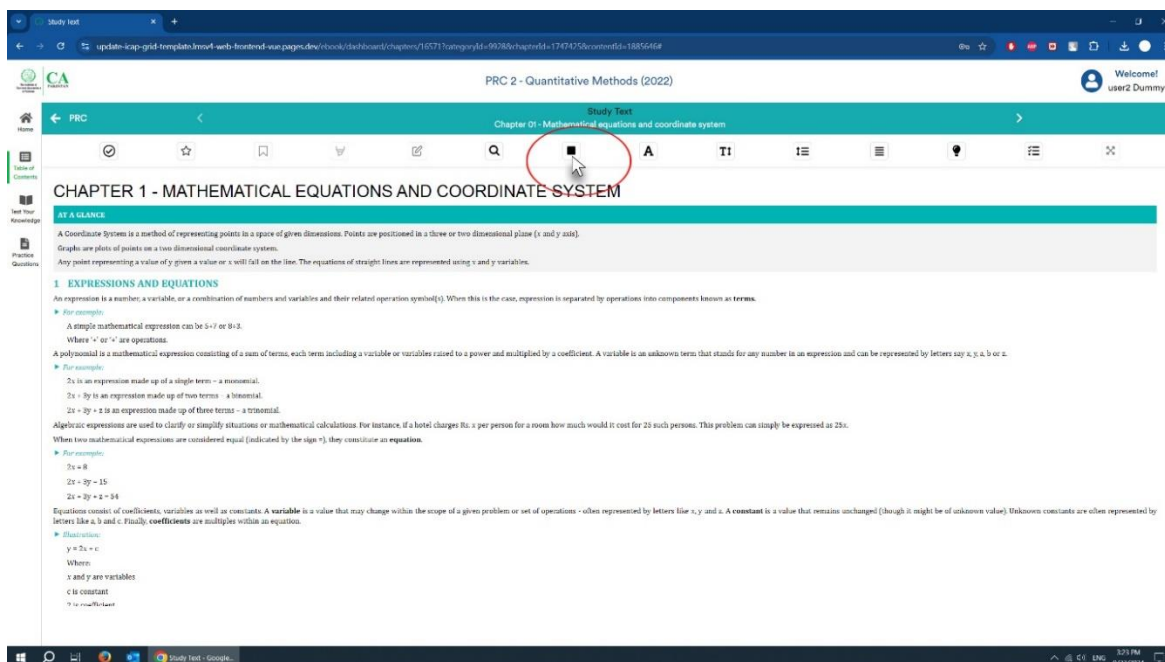 Study Text
update-icap-grid-template.lmsv4-web-frontend-vue.pages.dev/ebook/dashboard/chapters/16571?categoryId=9928&chapterId=1747425&contentId=1885646#
CA
PAKISTAN
PRC 2 - Quantitative Methods (2022)
Welcome!
user2 Dummy
Home
PRC
Study Text
Chapter 01 - Mathematical equations and coordinate system
Table of
Contents
Test Your
Knowledge
Practice
Questions
CHAPTER 1 - MATHEMATICAL EQUATIONS AND COORDINATE SYSTEM
AT A GLANCE
A Coordinate System is a method of representing points in a space of given dimensions. Points are positioned in a three or two dimensional plane (x and y axis).
Graphs are plots of points on a two dimensional coordinate system.
Any point representing a value of y given a value or x will fall on the line. The equations of straight lines are represented using x and y variables.
1 EXPRESSIONS AND EQUATIONS
An expression is a number, a variable, or a combination of numbers and variables and their related operation symbol(s). When this is the case, expression is separated by operations into components known as terms.
For example:
A simple mathematical expression can be 5+7 or 8+3.
Where '+' or '+' are operations.
A polynomial is a mathematical expression consisting of a sum of terms, each term including a variable or variables raised to a power and multiplied by a coefficient. A variable is an unknown term that stands for any number in an expression and can be represented by letters say x, y, a, b or z.
For example:
2x is an expression made up of a single term – a monomial.
2x + 3y is an expression made up of two terms – a binomial.
2x + 3y + z is an expression made up of three terms – a trinomial.
Algebraic expressions are used to clarify or simplify situations or mathematical calculations. For instance, if a hotel charges Rs. x per person for a room how much would it cost for 25 such persons. This problem can simply be expressed as 25x.
When two mathematical expressions are considered equal (indicated by the sign =), they constitute an equation.
For example:
2x = 8
2x + 3y = 15
2x + 3y + z = 54
Equations consist of coefficients, variables as well as constants. A variable is a value that may change within the scope of a given problem or set of operations - often represented by letters like x, y and z. A constant is a value that remains unchanged (though it might be of unknown value). Unknown constants are often represented by
letters like a, b and c. Finally, coefficients are multiples within an equation.
Illustration:
y = 2x + c
Where:
x and y are variables
c is constant
2 is coefficient
Study Text - Google...
ENG
3:23 PM